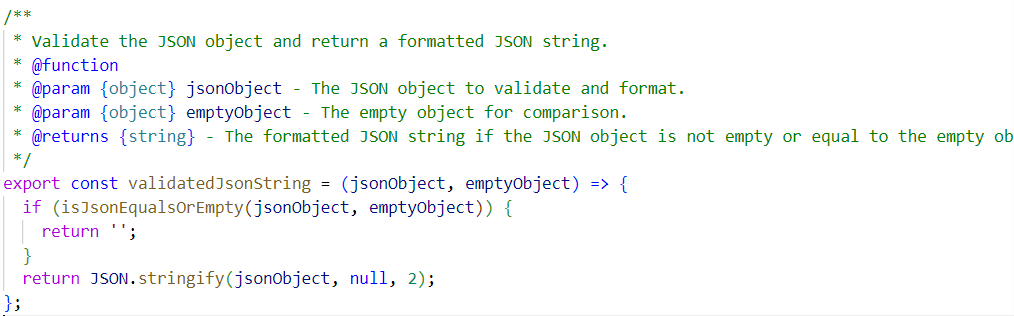 /**
 * Validate the JSON object and return a formatted JSON string.
 * @function
 * @param {object} jsonObject - The JSON object to validate and format.
 * @param {object} emptyObject - The empty object for comparison.
 * @returns {string} - The formatted JSON string if the JSON object is not empty or equal to the empty ob
 */
export const validatedJsonString = (jsonObject, emptyObject) => {
  if (isJsonEqualsOrEmpty(jsonObject, emptyObject)) {
    return '';
  }
  return JSON.stringify(jsonObject, null, 2);
};